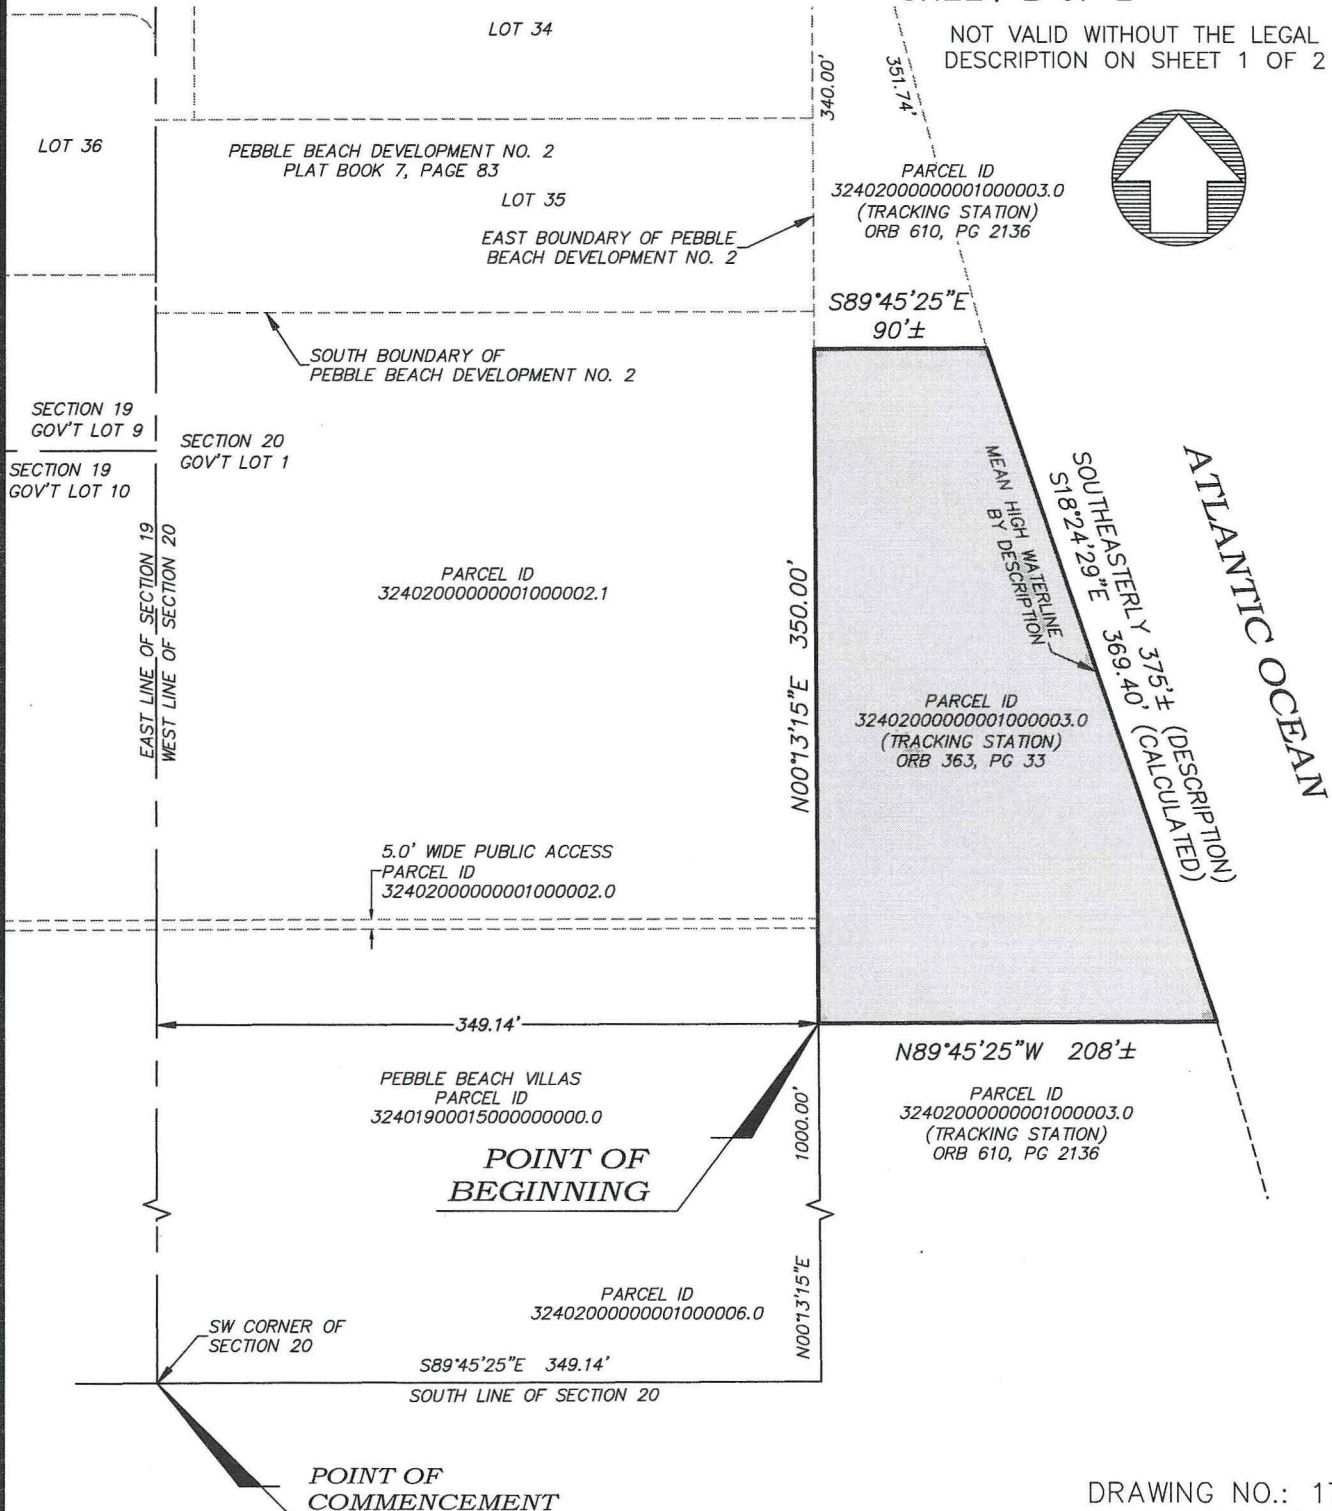 NOT VALID WITHOUT THE LEGAL
DESCRIPTION ON SHEET 1 OF 2
LOT 34
340.00'
351.74'
LOT 36
PEBBLE BEACH DEVELOPMENT NO. 2
PLAT BOOK 7, PAGE 83
LOT 35
EAST BOUNDARY OF PEBBLE
BEACH DEVELOPMENT NO. 2
PARCEL ID
32402000000001000003.0
(TRACKING STATION)
ORB 610, PG 2136
S89°45'25"E
90'±
SOUTH BOUNDARY OF
PEBBLE BEACH DEVELOPMENT NO. 2
SECTION 19
GOV'T LOT 9
SECTION 20
GOV'T LOT 1
SECTION 19
GOV'T LOT 10
EAST LINE OF SECTION 19
WEST LINE OF SECTION 20
PARCEL ID
32402000000001000002.1
N00°13'15"E 350.00'
MEAN HIGH WATERLINE
BY DESCRIPTION
SOUTHEASTERLY 375'± (DESCRIPTION)
S18°24'29"E 369.40' (CALCULATED)
ATLANTIC OCEAN
PARCEL ID
32402000000001000003.0
(TRACKING STATION)
ORB 363, PG 33
5.0' WIDE PUBLIC ACCESS
PARCEL ID
32402000000001000002.0
349.14'
N89°45'25"W 208'±
PEBBLE BEACH VILLAS
PARCEL ID
32401900015000000000.0
PARCEL ID
32402000000001000003.0
(TRACKING STATION)
ORB 610, PG 2136
1000.00'
POINT OF
BEGINNING
N00°13'15"E
PARCEL ID
32402000000001000006.0
SW CORNER OF
SECTION 20
S89°45'25"E 349.14'
SOUTH LINE OF SECTION 20
POINT OF
COMMENCEMENT
DRAWING NO.: